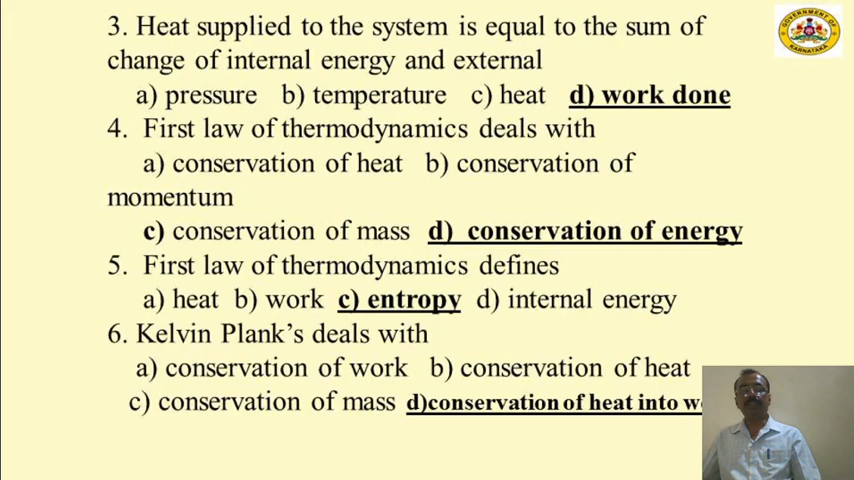 3. Heat supplied to the system is equal to the sum of
change of internal energy and external
a) pressure b) temperature c) heat d) work done
4. First law of thermodynamics deals with
a) conservation of heat b) conservation of
momentum
c) conservation of mass d) conservation of energy
5. First law of thermodynamics defines
a) heat b) work c) entropy d) internal energy
6. Kelvin Plank’s deals with
a) conservation of work b) conservation of heat
c) conservation of mass d)conservation of heat into
GOVERNMENT OF
KARNATAKA